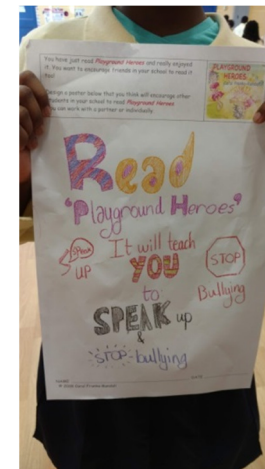 You have just read Playground Heroes and really enjoyed
it. You want to encourage friends in your school to read it
too!
Design a poster below that you think will encourage other
students in your school to read Playground Heroes
You can work with a partner or individually.
PLAYGROUND
HEROES
Read
'Playground Heroes'
It will teach
YOU
to
SPEAK up
&
STOP bullying
Speak
UP
STOP
Bullying